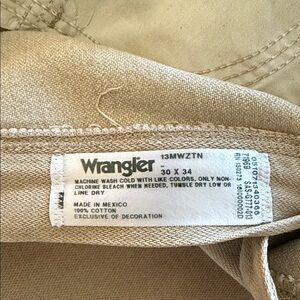 Wrangler
13MWZTN
-
30 X 34
MACHINE WASH COLD WITH LIKE COLORS, ONLY NON-
CHLORINE BLEACH WHEN NEEDED, TUMBLE DRY LOW OR
LINE DRY
MADE IN MEXICO
100% COTTON
EXCLUSIVE OF DECORATION